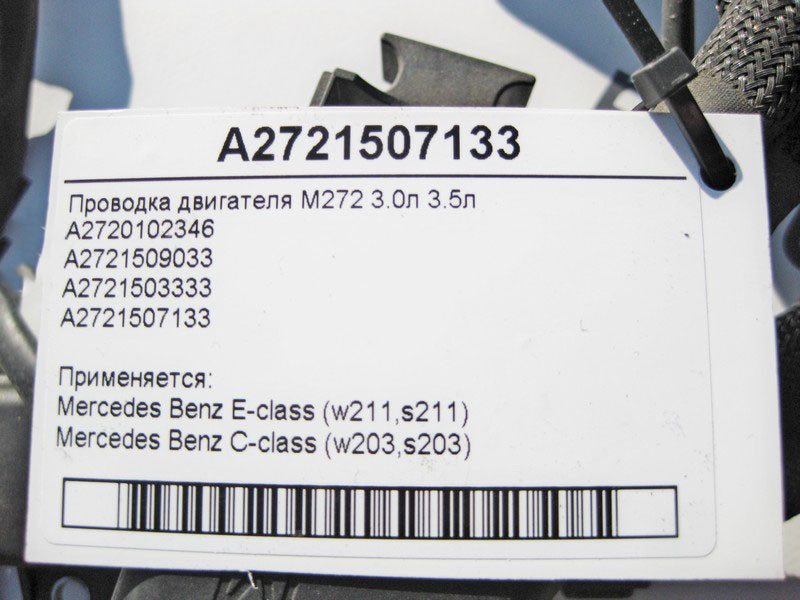 A2721507133
Проводка двигателя M272 3.0л 3.5л
A2720102346
A2721509033
A2721503333
A2721507133
Применяется:
Mercedes Benz E-class (w211,s211)
Mercedes Benz C-class (w203,s203)